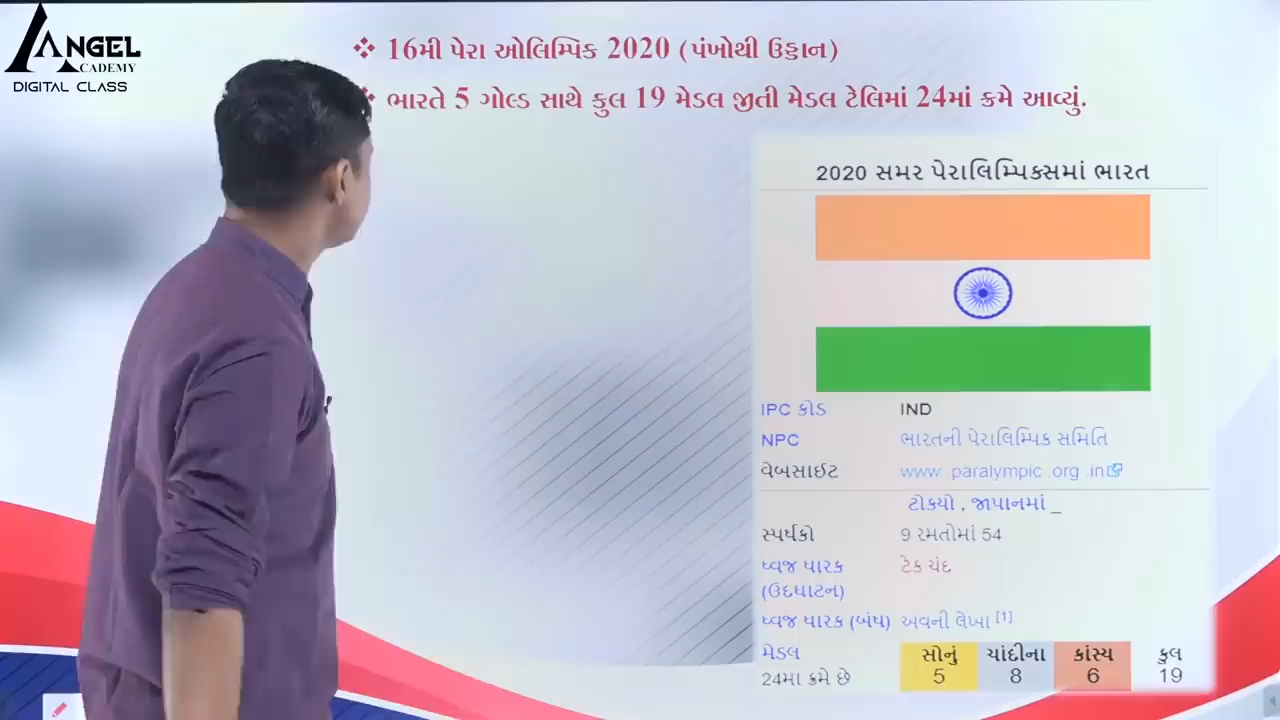 ANGEL
ACADEMY
DIGITAL CLASS
❖ 16મી પેરા ઓલિમ્પિક 2020 (પંખોથી ઉડ્ડાન)
ભારતે 5 ગોલ્ડ સાથે કુલ 19 મેડલ જીતી મેડલ ટેલિમાં 24માં ક્રમે આવ્યું.
2020 સમર પેરાલિમ્પિક્સમાં ભારત
IPC કોડ IND
NPC ભારતની પેરાલિમ્પિક સમિતિ
વેબસાઈટ www .paralympic .org .in
ટોક્યો , જાપાનમાં _
સ્પર્ધકો 9 રમતોમાં 54
ધ્વજ ધારક ટેક ચંદ
(ઉદઘાટન)
ધ્વજ ધારક (બંધ) અવની લેખા [1]
મેડલ સોનું ચાંદીના કાંસ્ય કુલ
24મા ક્રમે છે 5 8 6 19